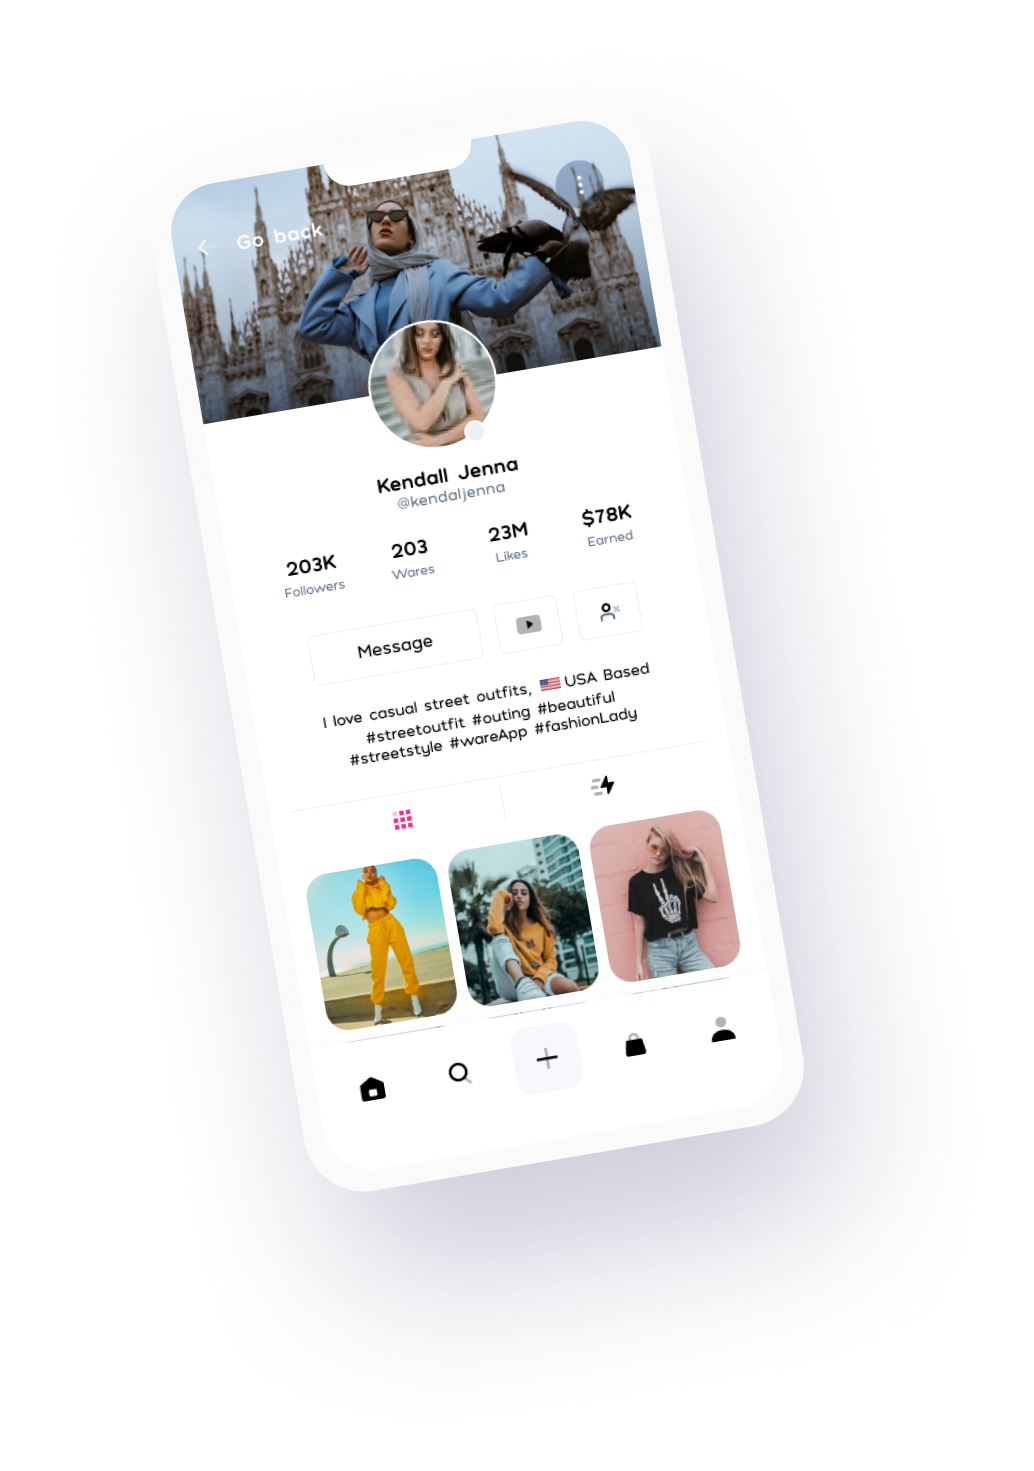 Go back
Kendall Jenna
@kendaljenna
203K 203 23M $78K
Followers Wares Likes Earned
Message
I love casual street outfits, 🇺🇸 USA Based
#streetoutfit #outing #beautiful
#streetstyle #wareApp #fashionLady